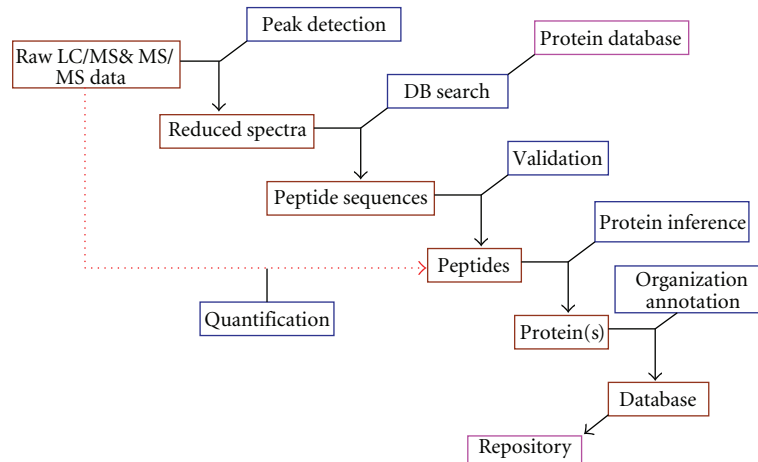 Peak detection
Raw LC/MS& MS/
MS data
Protein database
DB search
Reduced spectra
Validation
Peptide sequences
Protein inference
Peptides
Organization
annotation
Quantification
Protein(s)
Database
Repository